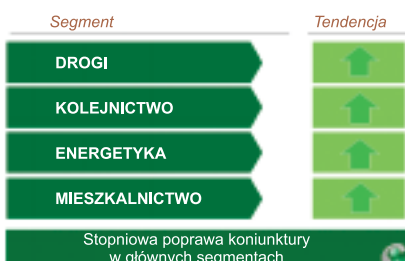 Segment Tendencja
DROGI
KOLEJNICTWO
ENERGETYKA
MIESZKALNICTWO
Stopniowa poprawa koniunktury
w głównych segmentach